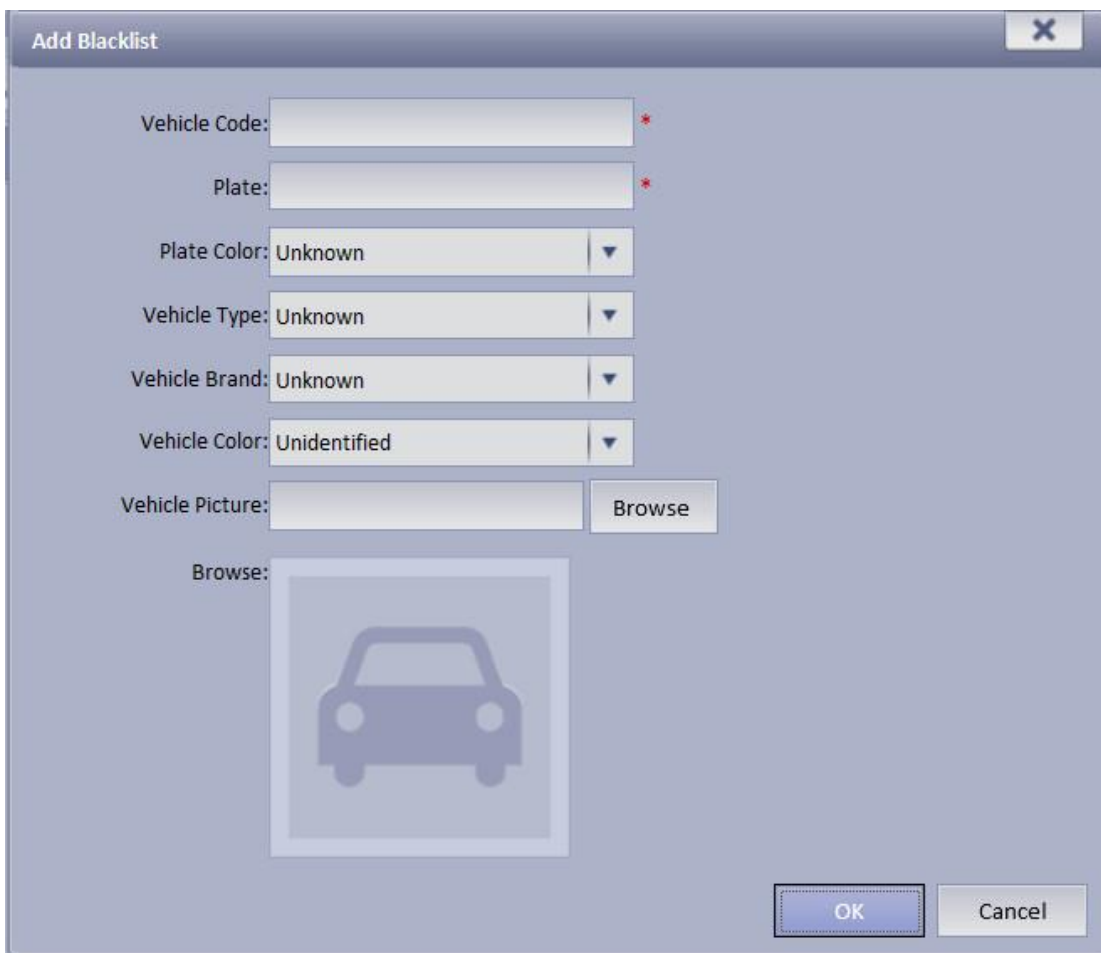 Add Blacklist
Vehicle Code: *
Plate: *
Plate Color: Unknown
Vehicle Type: Unknown
Vehicle Brand: Unknown
Vehicle Color: Unidentified
Vehicle Picture: Browse
Browse:
OK Cancel